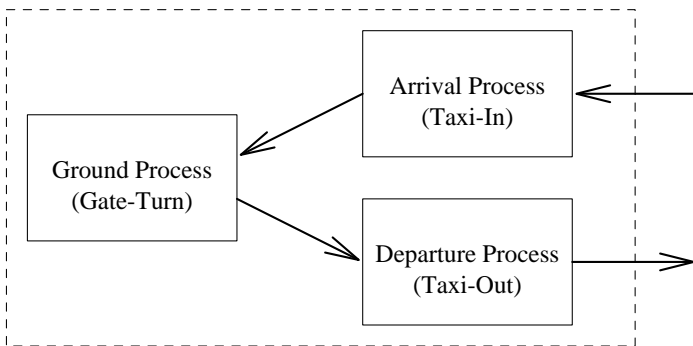 Arrival Process
(Taxi-In)
Ground Process
(Gate-Turn)
Departure Process
(Taxi-Out)